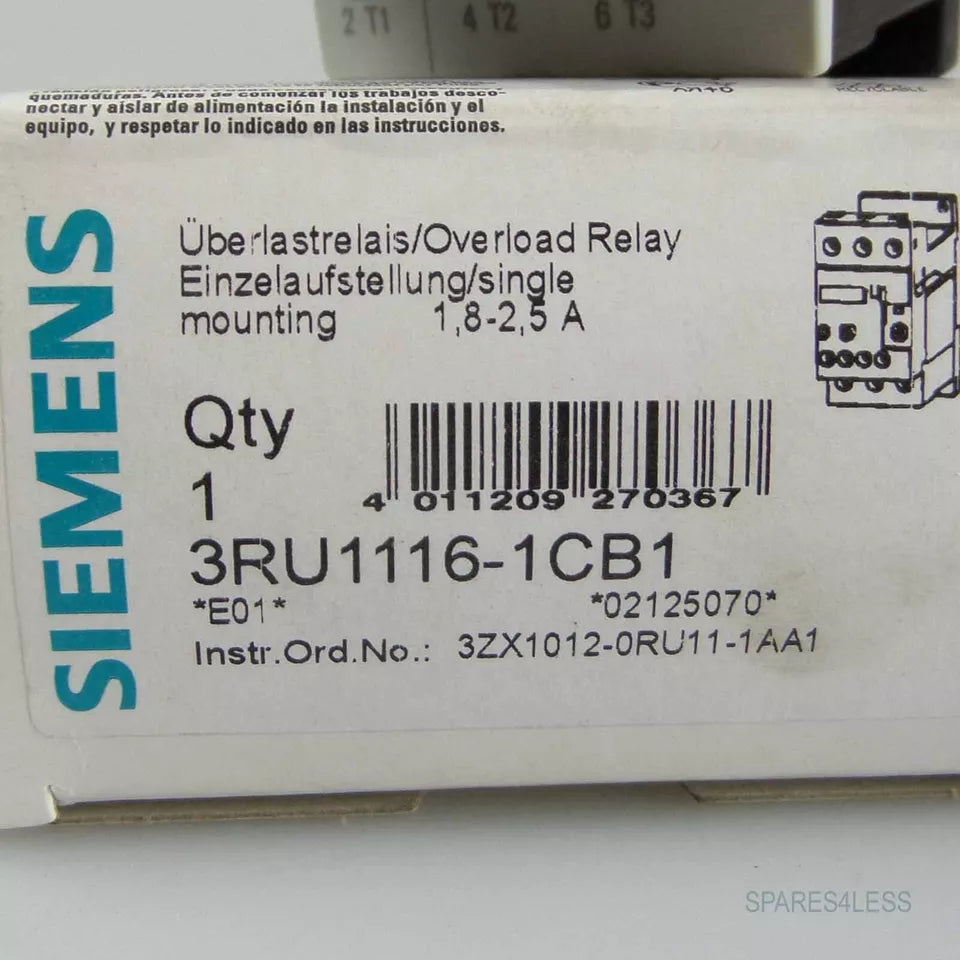 2 T1 4 T2 6 T3
quemaduras. Antes de comenzar los trabajos desco-
nectar y aislar de alimentación la instalación y el
equipo, y respetar lo indicado en las instrucciones.
RECYCLABLE
SIEMENS
Überlastrelais/Overload Relay
Einzelaufstellung/single
mounting 1,8-2,5 A
Qty
1
4 011209 270367
3RU1116-1CB1
*E01* *02125070*
Instr.Ord.No.: 3ZX1012-0RU11-1AA1
SPARES4LESS